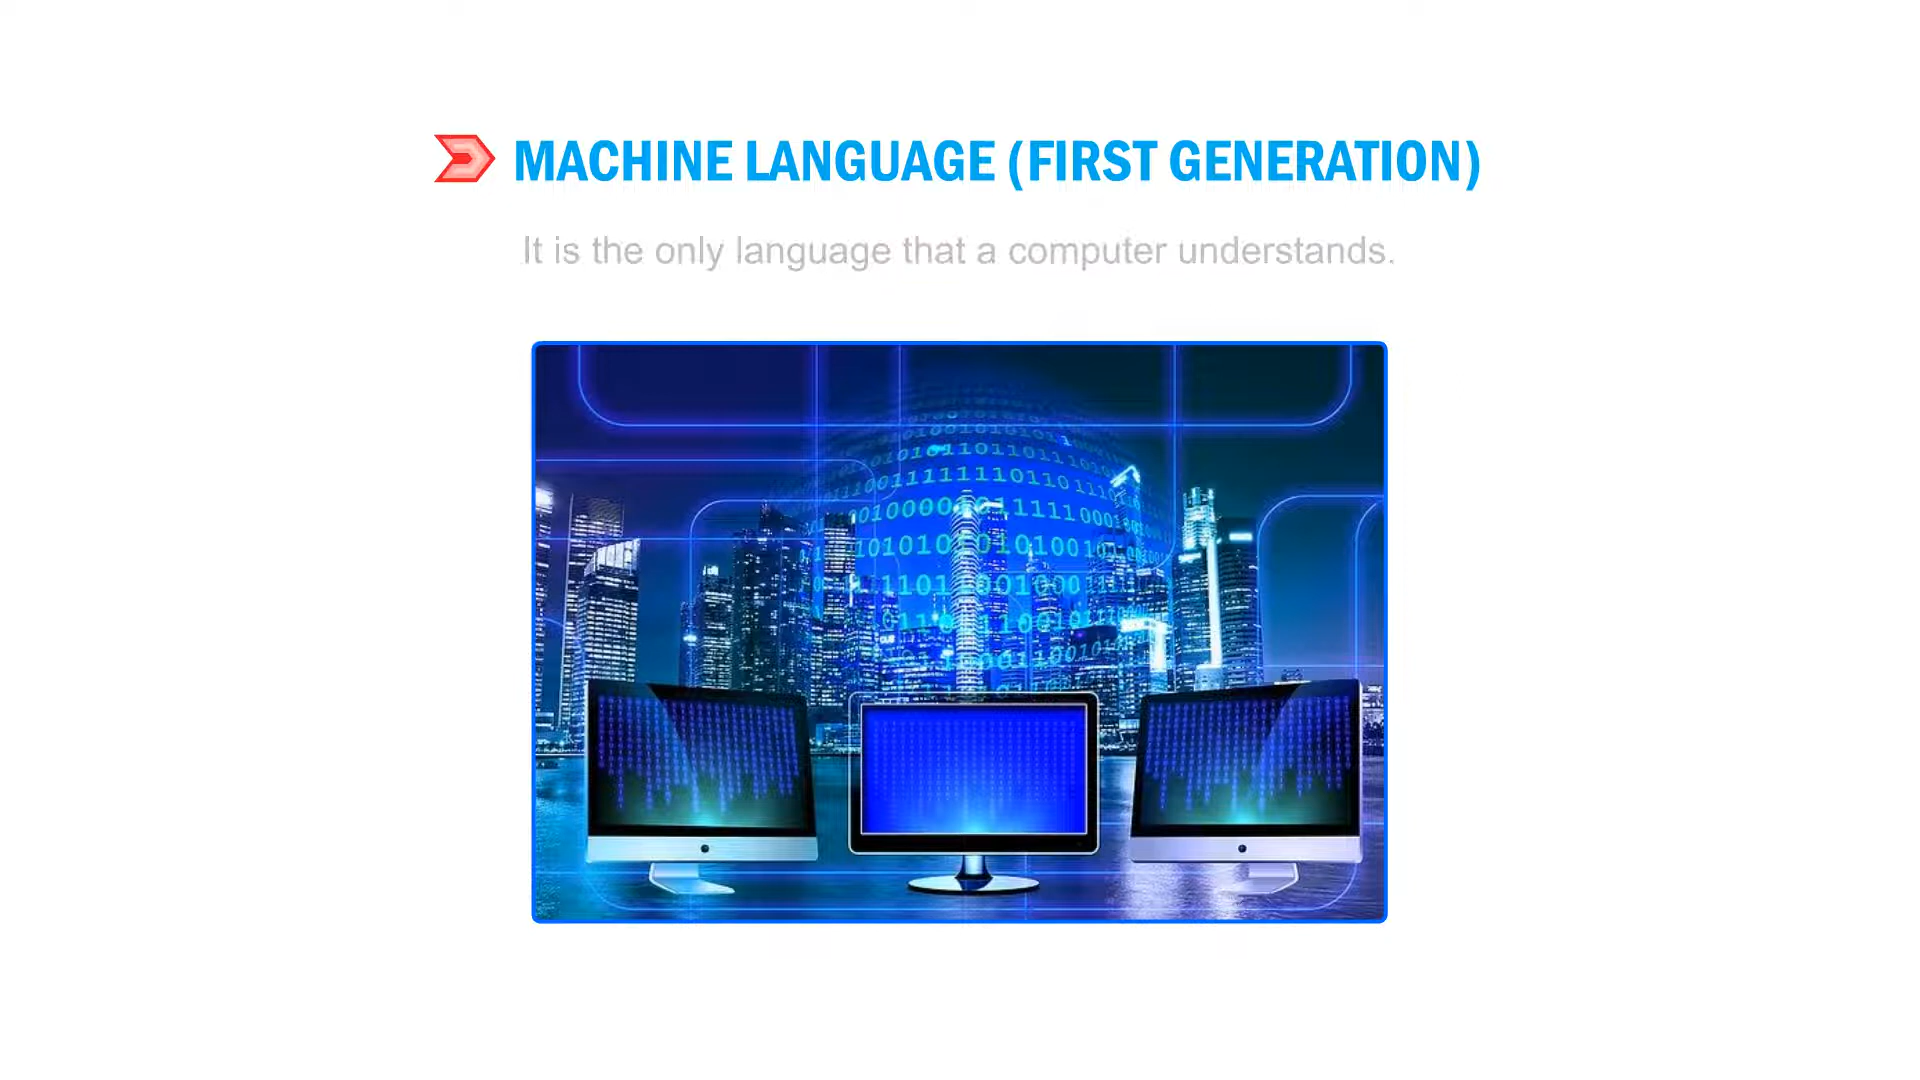 MACHINE LANGUAGE (FIRST GENERATION)
It is the only language that a computer understands.